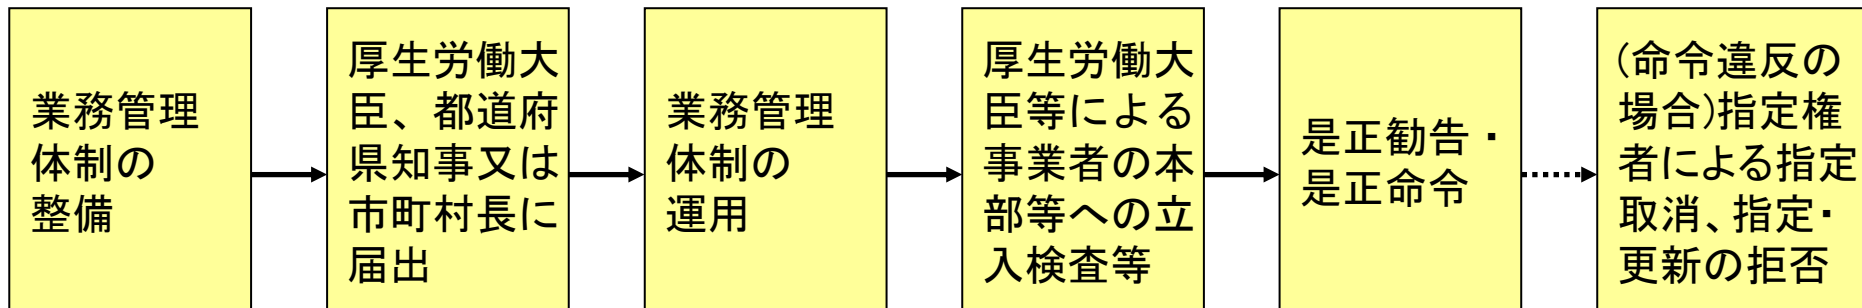 業務管理
体制の
整備
厚生労働大
臣、都道府
県知事又は
市町村長に
届出
業務管理
体制の
運用
厚生労働大
臣等による
事業者の本
部等への立
入検査等
是正勧告・
是正命令
(命令違反の
場合)指定権
者による指定
取消、指定・
更新の拒否